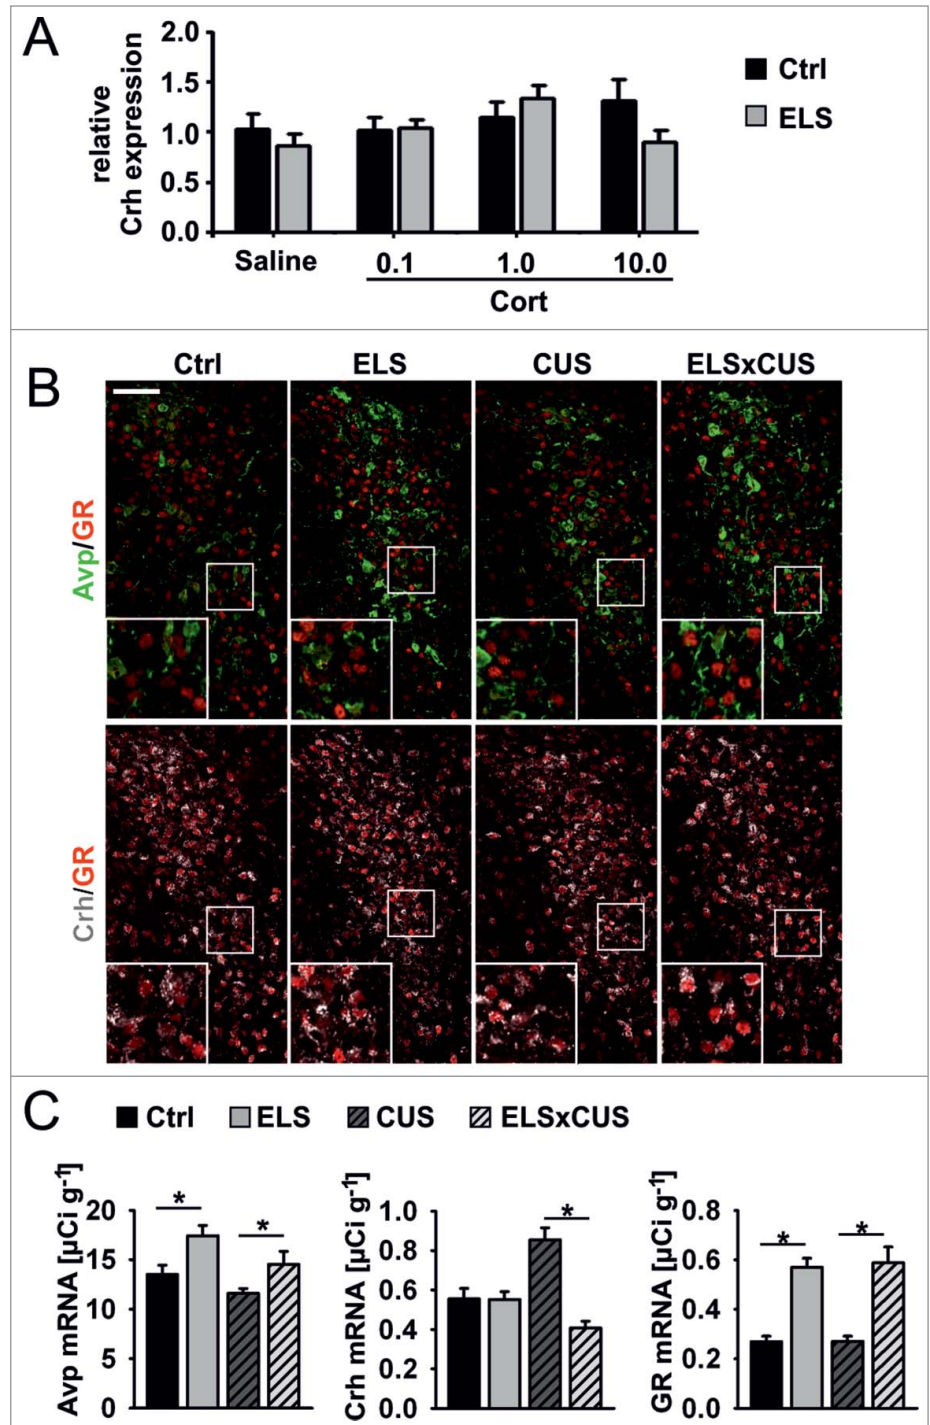 A
2.0
1.5
1.0
0.5
0.0
relative
Crh expression
Ctrl
ELS
Saline 0.1 1.0 10.0
Cort
B
Ctrl ELS CUS ELSxCUS
Avp/GR
Crh/GR
C
Ctrl ELS CUS ELSxCUS
Avp mRNA [µCi g⁻¹]
20
15
10
5
0
*
*
Crh mRNA [µCi g⁻¹]
1.0
0.8
0.6
0.4
0.2
0.0
*
GR mRNA [µCi g⁻¹]
0.8
0.6
0.4
0.2
0.0
*
*